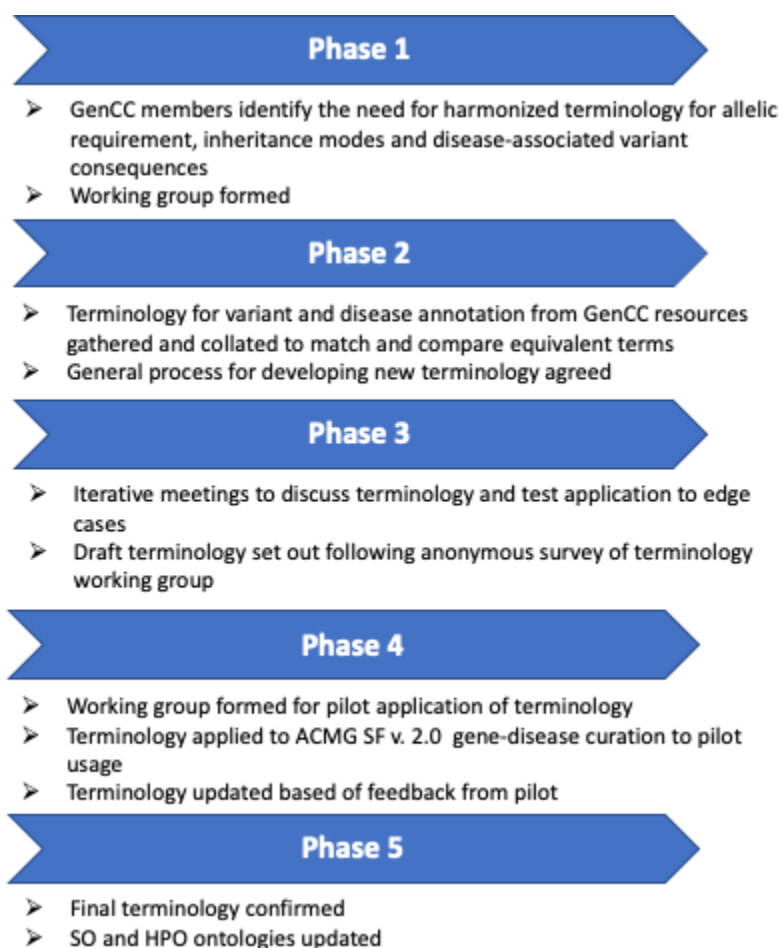 Phase 1
➤ GenCC members identify the need for harmonized terminology for allelic
requirement, inheritance modes and disease-associated variant
consequences
➤ Working group formed
Phase 2
➤ Terminology for variant and disease annotation from GenCC resources
gathered and collated to match and compare equivalent terms
➤ General process for developing new terminology agreed
Phase 3
➤ Iterative meetings to discuss terminology and test application to edge
cases
➤ Draft terminology set out following anonymous survey of terminology
working group
Phase 4
➤ Working group formed for pilot application of terminology
➤ Terminology applied to ACMG SF v. 2.0 gene-disease curation to pilot
usage
➤ Terminology updated based of feedback from pilot
Phase 5
➤ Final terminology confirmed
➤ SO and HPO ontologies updated